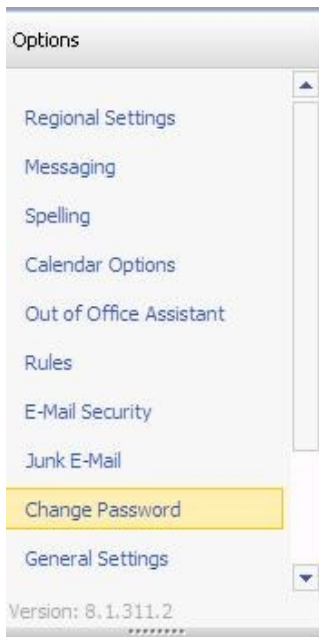 Options
Regional Settings
Messaging
Spelling
Calendar Options
Out of Office Assistant
Rules
E-Mail Security
Junk E-Mail
Change Password
General Settings
Version: 8.1.311.2